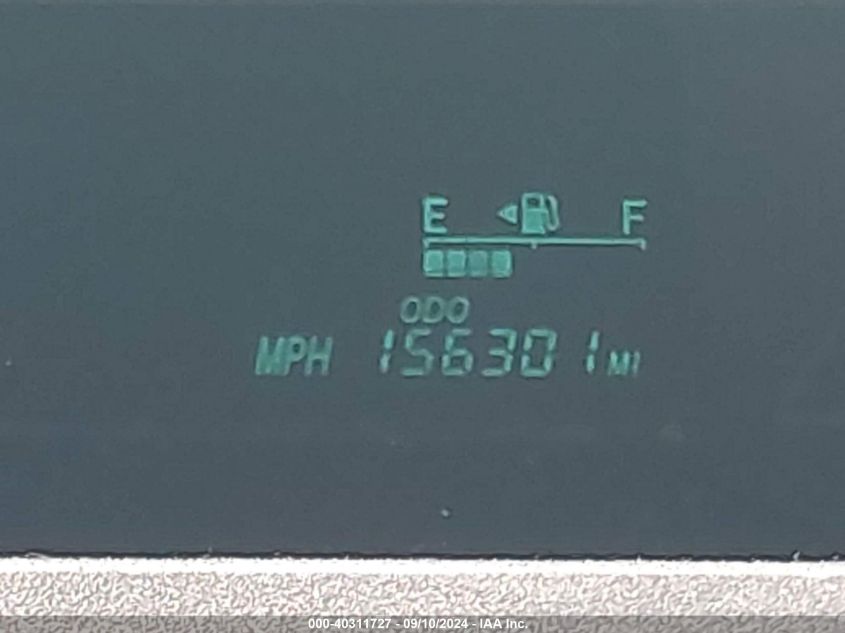 E F
ODO
MPH 156301 MI
000-40311727 - 09/10/2024 - IAA Inc.